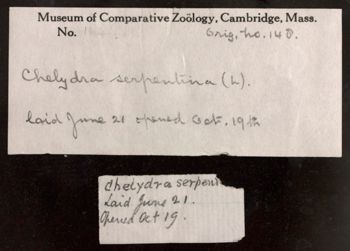 Museum of Comparative Zoölogy, Cambridge, Mass.
No. Orig. no. 148.
Chelydra serpentina (L).
laid June 21 opened Oct. 19th
Chelydra serpenti
Laid June 21.
Opened Oct 19.